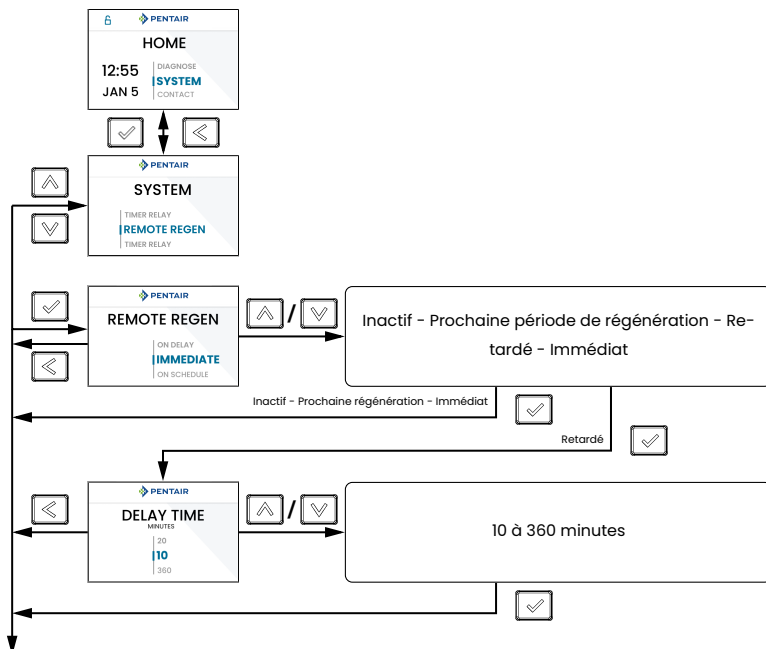 PENTAIR
HOME
12:55
JAN 5
DIAGNOSE
SYSTEM
CONTACT
PENTAIR
SYSTEM
TIMER RELAY
REMOTE REGEN
TIMER RELAY
PENTAIR
REMOTE REGEN
ON DELAY
IMMEDIATE
ON SCHEDULE
/
Inactif - Prochaine période de régénération - Re-
tardé - Immédiat
Inactif - Prochaine régénération - Immédiat
Retardé
PENTAIR
DELAY TIME
MINUTES
20
10
360
/
10 à 360 minutes